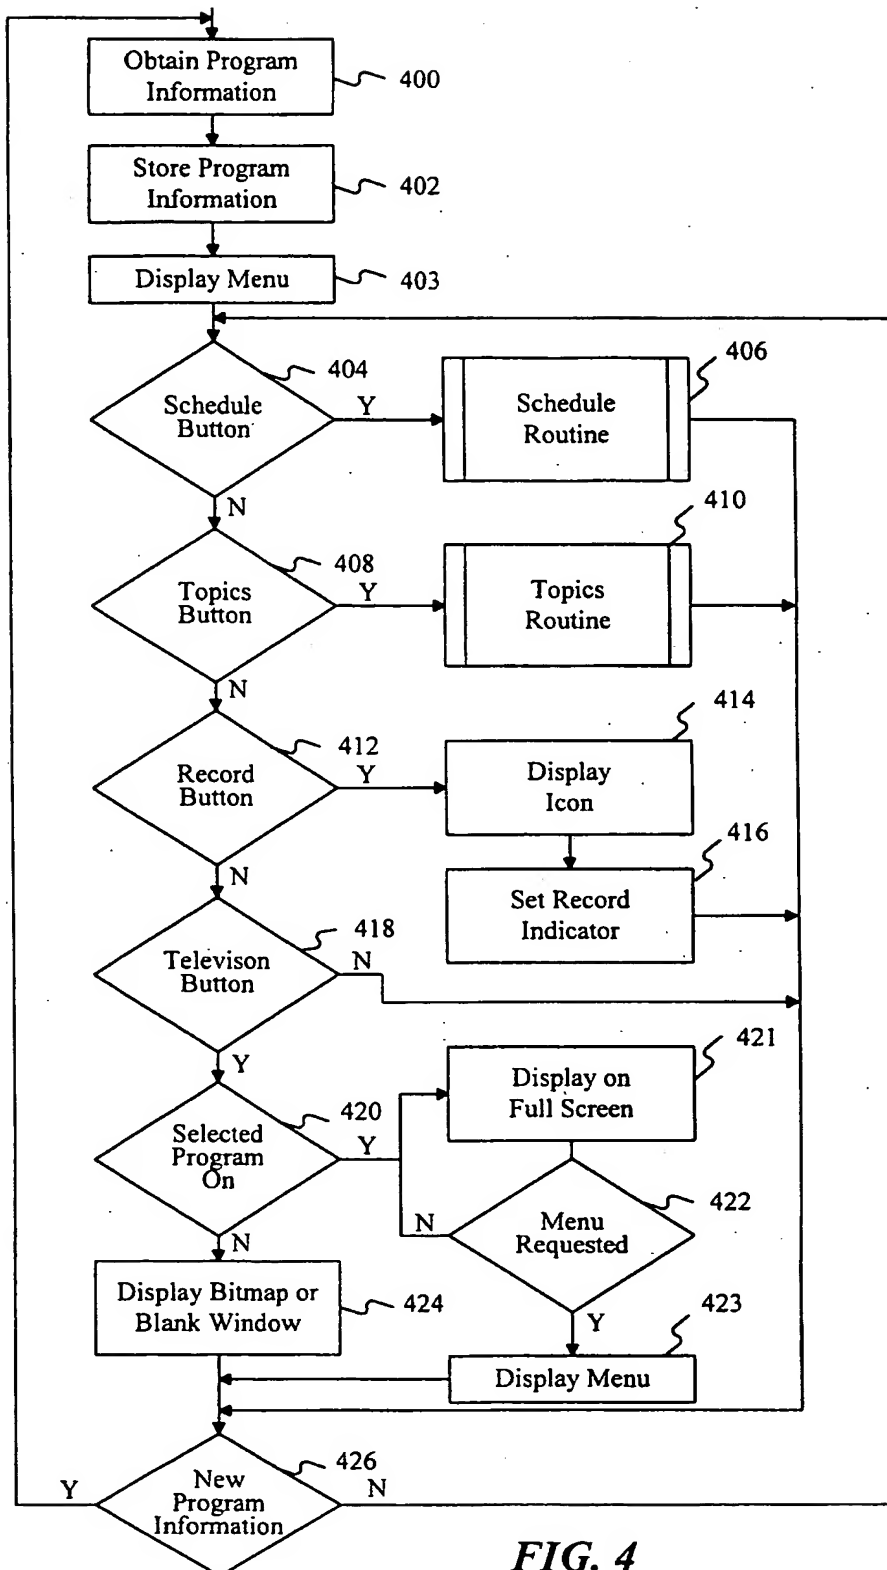 Obtain Program
Information
400
Store Program
Information
402
Display Menu
403
404
Schedule
Button
Y
N
406
Schedule
Routine
408
Topics
Button
Y
N
410
Topics
Routine
412
Record
Button
Y
N
414
Display
Icon
416
Set Record
Indicator
418
Televison
Button
N
Y
420
Selected
Program
On
Y
N
421
Display on
Full Screen
422
Menu
Requested
N
Y
Display Bitmap or
Blank Window
424
423
Display Menu
426
New
Program
Information
Y
N
FIG. 4